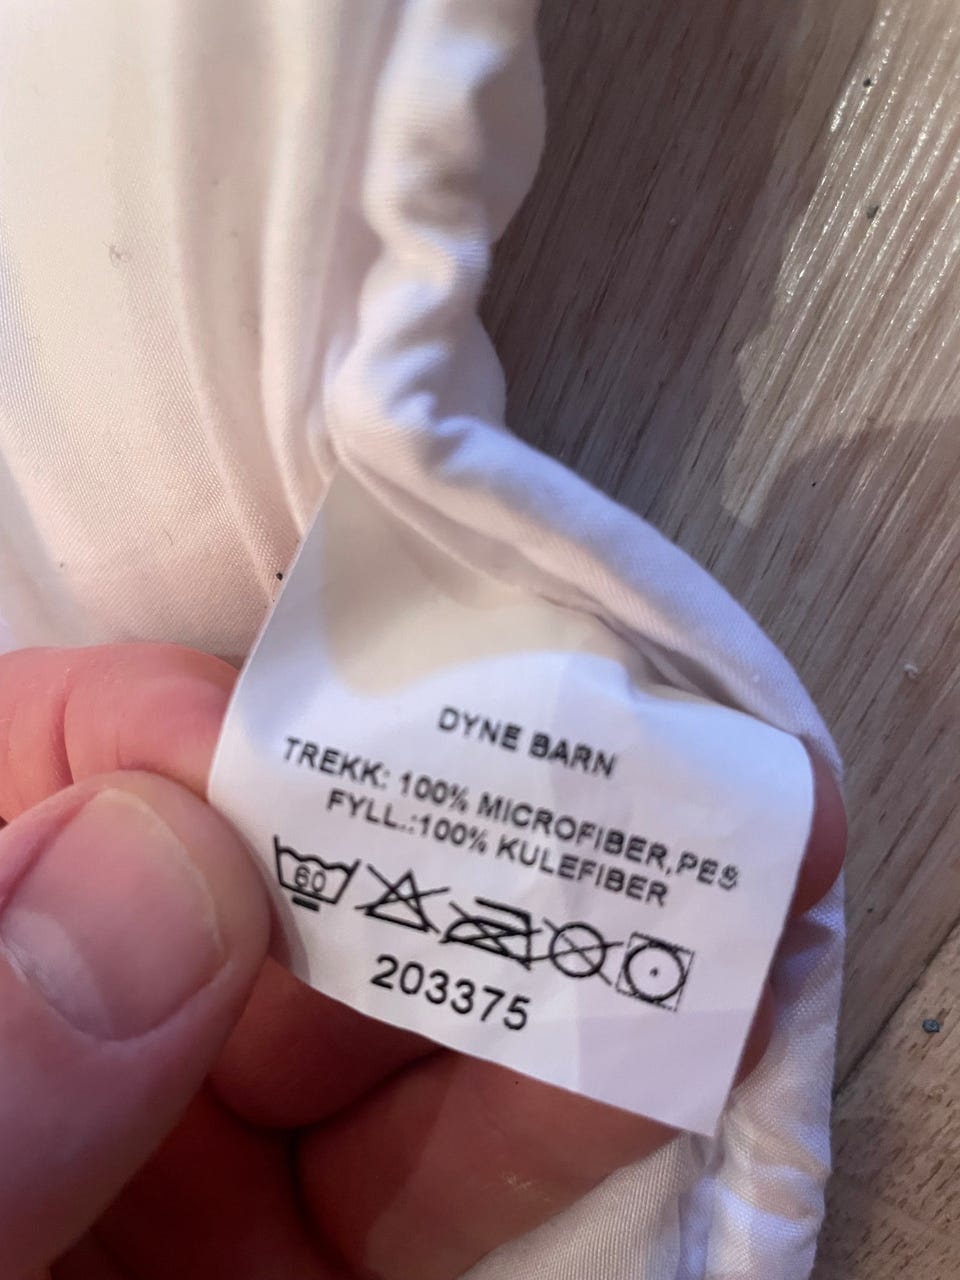 DYNE BARN
TREKK: 100% MICROFIBER,PES
FYLL.:100% KULEFIBER
60
203375